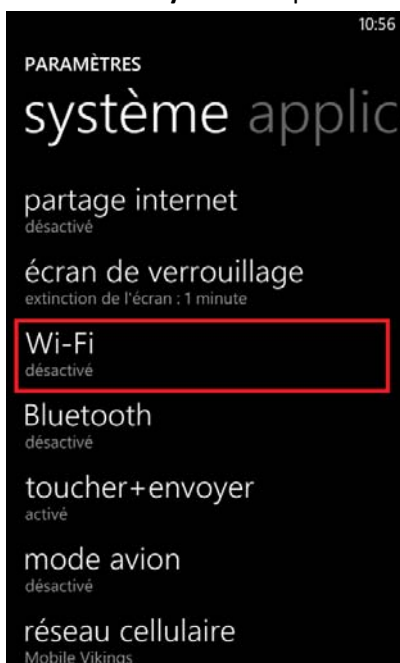 10:56
PARAMÈTRES
système applic
partage internet
désactivé
écran de verrouillage
extinction de l'écran : 1 minute
Wi-Fi
désactivé
Bluetooth
désactivé
toucher+envoyer
activé
mode avion
désactivé
réseau cellulaire
Mobile Vikings